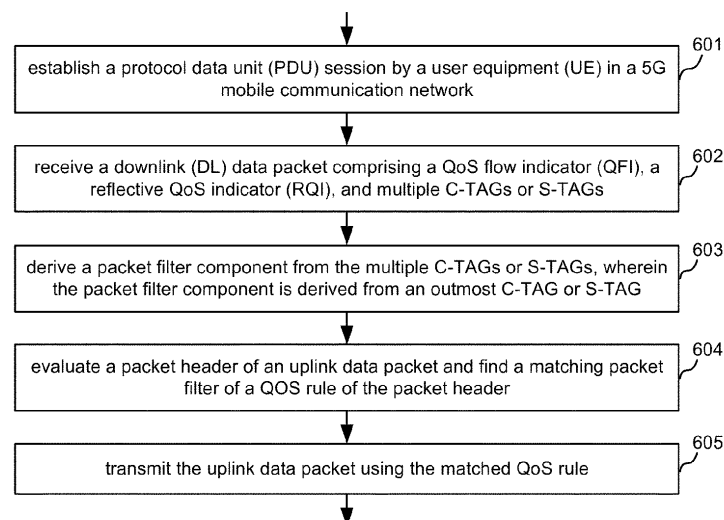 601
establish a protocol data unit (PDU) session by a user equipment (UE) in a 5G
mobile communication network
602
receive a downlink (DL) data packet comprising a QoS flow indicator (QFI), a
reflective QoS indicator (RQI), and multiple C-TAGs or S-TAGs
603
derive a packet filter component from the multiple C-TAGs or S-TAGs, wherein
the packet filter component is derived from an outmost C-TAG or S-TAG
604
evaluate a packet header of an uplink data packet and find a matching packet
filter of a QOS rule of the packet header
605
transmit the uplink data packet using the matched QoS rule